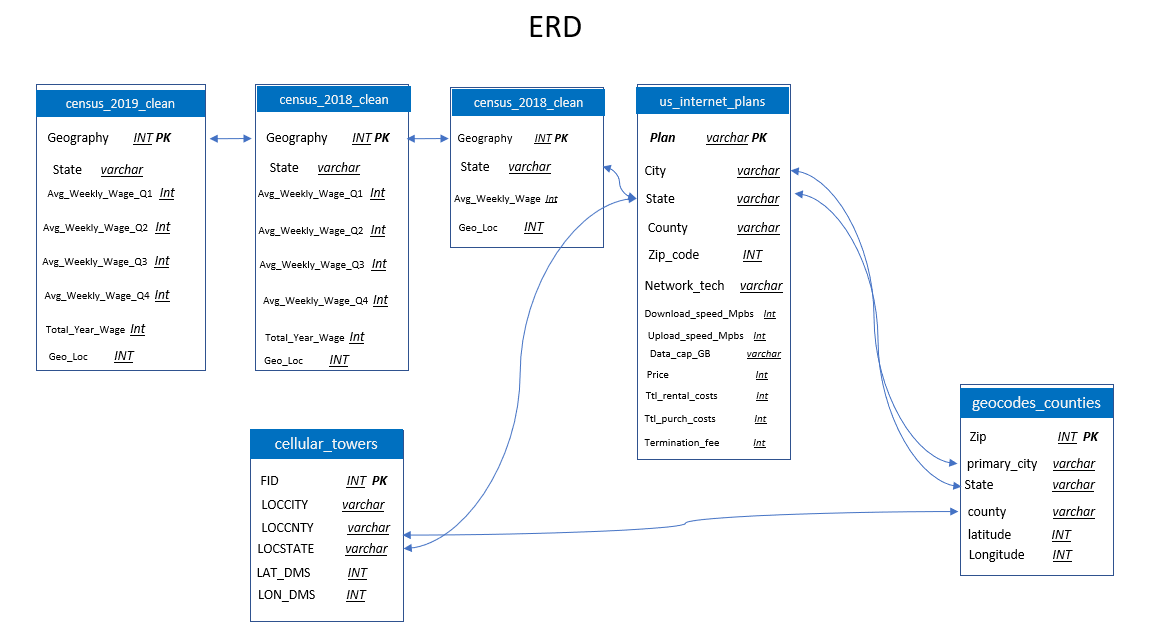 ERD
census_2019_clean
Geography INT PK
State varchar
Avg_Weekly_Wage_Q1 Int
Avg_Weekly_Wage_Q2 Int
Avg_Weekly_Wage_Q3 Int
Avg_Weekly_Wage_Q4 Int
Total_Year_Wage Int
Geo_Loc INT
census_2018_clean
Geography INT PK
State varchar
Avg_Weekly_Wage_Q1 Int
Avg_Weekly_Wage_Q2 Int
Avg_Weekly_Wage_Q3 Int
Avg_Weekly_Wage_Q4 Int
Total_Year_Wage Int
Geo_Loc INT
census_2018_clean
Geography INT PK
State varchar
Avg_Weekly_Wage Int
Geo_Loc INT
us_internet_plans
Plan varchar PK
City varchar
State varchar
County varchar
Zip_code INT
Network_tech varchar
Download_speed_Mpbs Int
Upload_speed_Mpbs Int
Data_cap_GB varchar
Price Int
Ttl_rental_costs Int
Ttl_purch_costs Int
Termination_fee Int
cellular_towers
FID INT PK
LOCCITY varchar
LOCCNTY varchar
LOCSTATE varchar
LAT_DMS INT
LON_DMS INT
geocodes_counties
Zip INT PK
primary_city varchar
State varchar
county varchar
latitude INT
Longitude INT